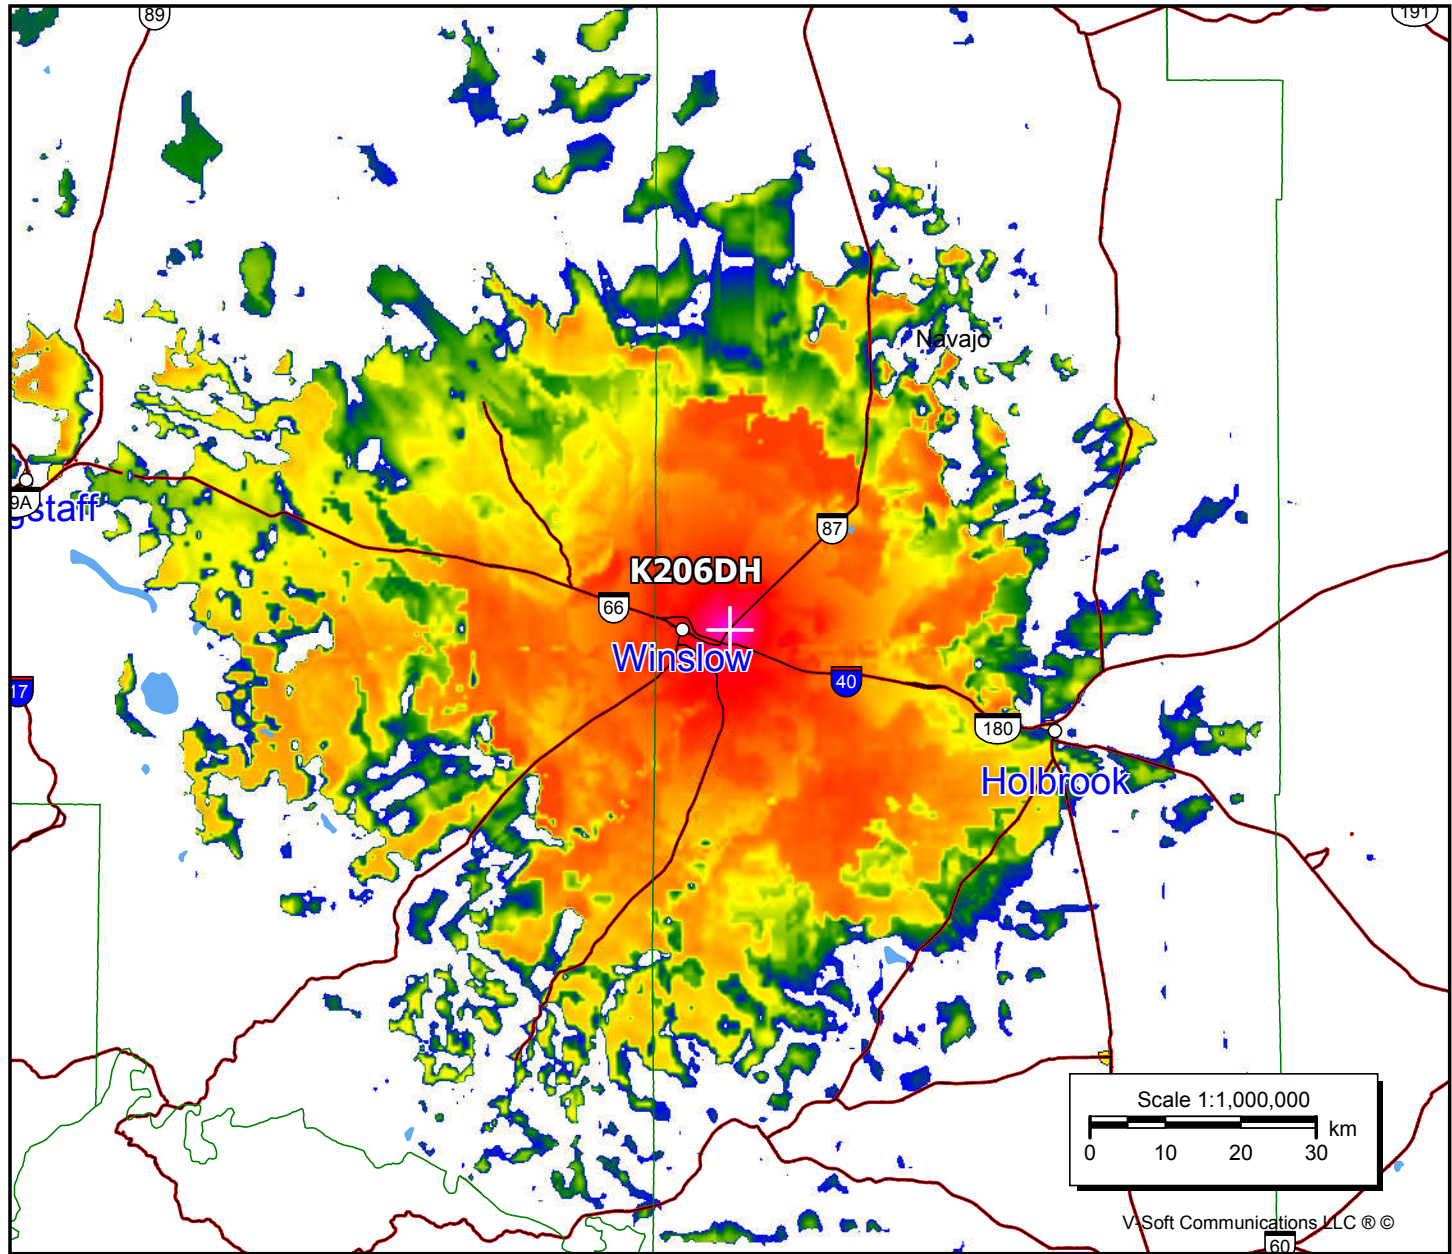 89
191
Navajo
9A
gstaff
87
K206DH
66
Winslow
17
40
180
Holbrook
Scale 1:1,000,000
km
0 10 20 30
V-Soft Communications LLC ® ©
60